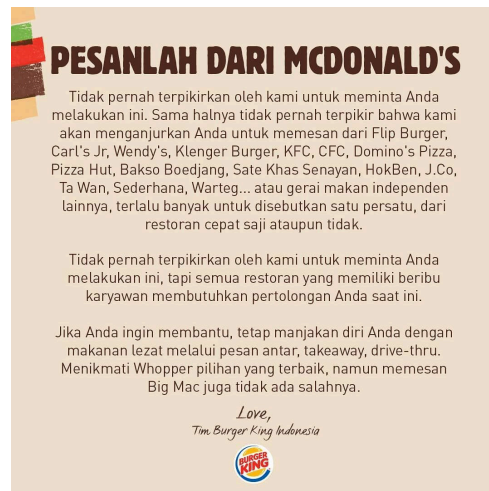 PESANLAH DARI MCDONALD'S
Tidak pernah terpikirkan oleh kami untuk meminta Anda
melakukan ini. Sama halnya tidak pernah terpikir bahwa kami
akan menganjurkan Anda untuk memesan dari Flip Burger,
Carl's Jr, Wendy's, Klenger Burger, KFC, CFC, Domino's Pizza,
Pizza Hut, Bakso Boedjang, Sate Khas Senayan, HokBen, J.Co,
Ta Wan, Sederhana, Warteg... atau gerai makan independen
lainnya, terlalu banyak untuk disebutkan satu persatu, dari
restoran cepat saji ataupun tidak.
Tidak pernah terpikirkan oleh kami untuk meminta Anda
melakukan ini, tapi semua restoran yang memiliki beribu
karyawan membutuhkan pertolongan Anda saat ini.
Jika Anda ingin membantu, tetap manjakan diri Anda dengan
makanan lezat melalui pesan antar, takeaway, drive-thru.
Menikmati Whopper pilihan yang terbaik, namun memesan
Big Mac juga tidak ada salahnya.
Love,
Tim Burger King Indonesia
BURGER
KING